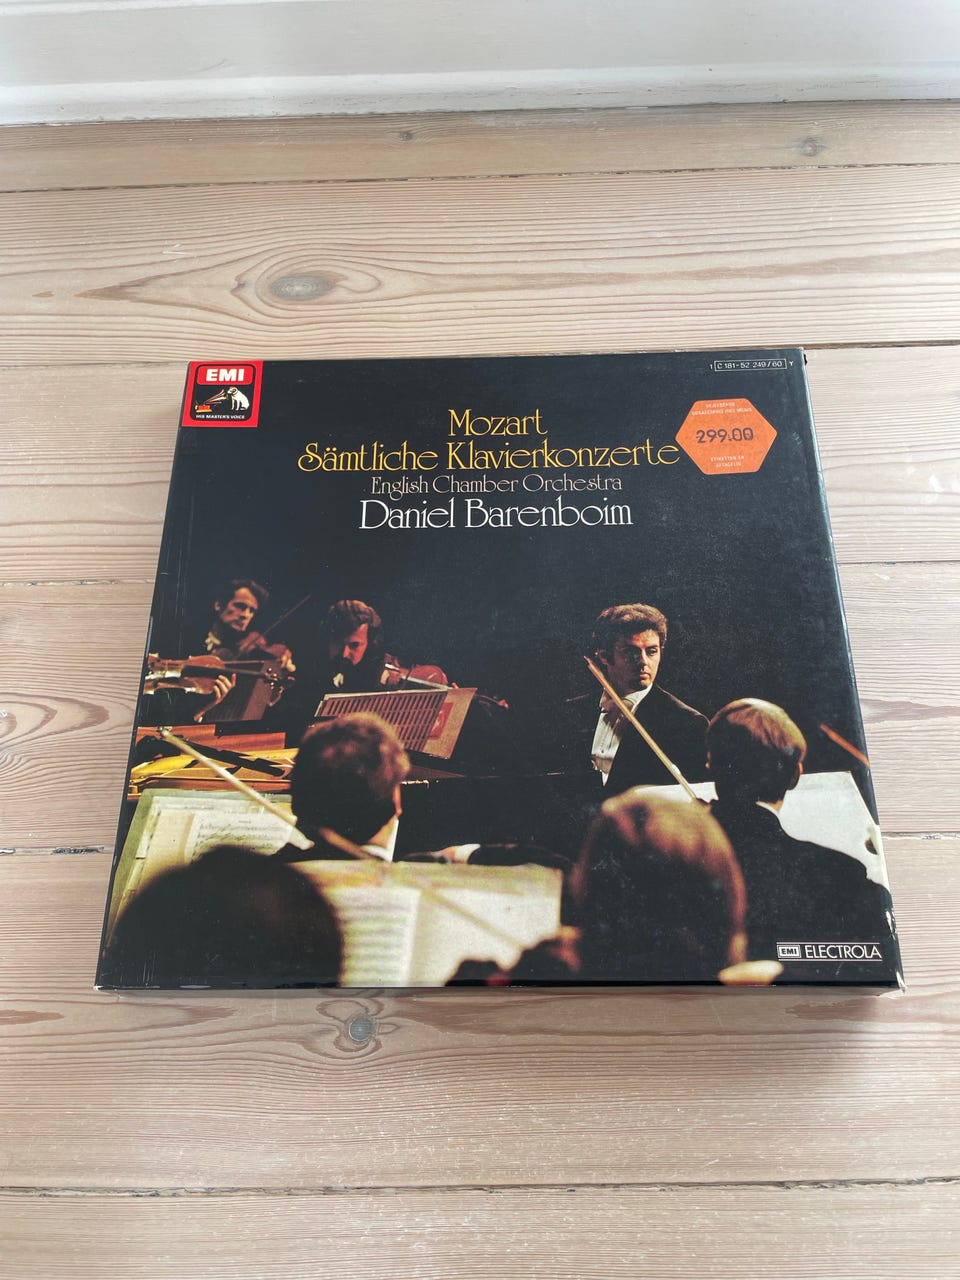 EMI
HIS MASTER'S VOICE
1 C 181-52 249/60 Y
Mozart
Sämtliche Klavierkonzerte
English Chamber Orchestra
Daniel Barenboim
299.00
EMI ELECTROLA